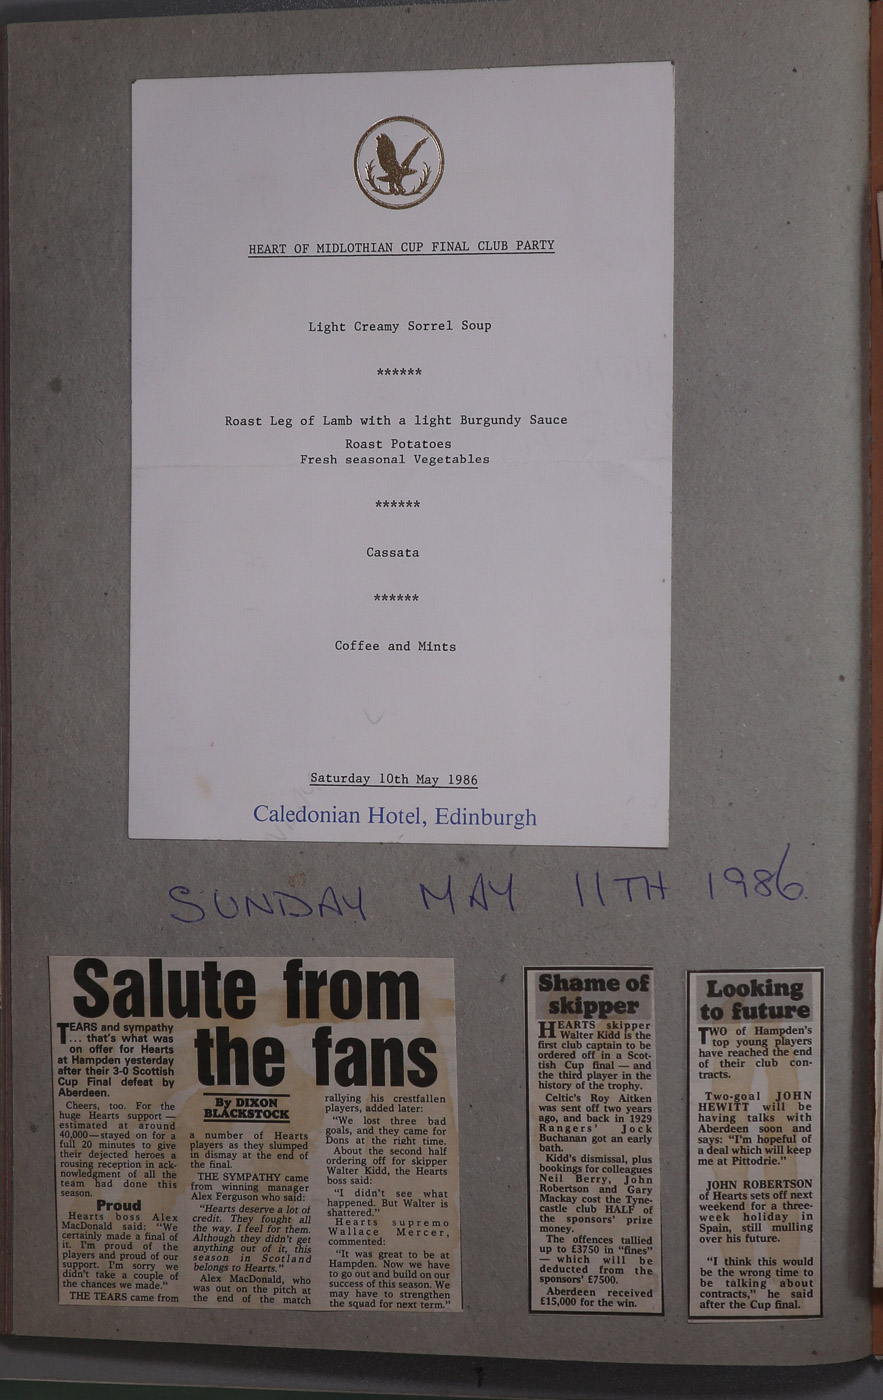 HEART OF MIDLOTHIAN CUP FINAL CLUB PARTY
Light Creamy Sorrel Soup
******
Roast Leg of Lamb with a light Burgundy Sauce
Roast Potatoes
Fresh seasonal Vegetables
******
Cassata
******
Coffee and Mints
Saturday 10th May 1986
Caledonian Hotel, Edinburgh
SUNDAY MAY 11TH 1986.
Salute from
the fans
TEARS and sympathy
... that's what was
on offer for Hearts
at Hampden yesterday
after their 3-0 Scottish
Cup Final defeat by
Aberdeen.
Cheers, too. For the
huge Hearts support —
estimated at around
40,000—stayed on for a
full 20 minutes to give
their dejected heroes a
rousing reception in ack-
nowledgment of all the
team had done this
season.
Proud
Hearts boss Alex
MacDonald said: "We
certainly made a final of
it. I'm proud of the
players and proud of our
support. I'm sorry we
didn't take a couple of
the chances we made."
THE TEARS came from
By DIXON
BLACKSTOCK
a number of Hearts
players as they slumped
in dismay at the end of
the final.
THE SYMPATHY came
from winning manager
Alex Ferguson who said:
"Hearts deserve a lot of
credit. They fought all
the way. I feel for them.
Although they didn't get
anything out of it, this
season in Scotland
belongs to Hearts."
Alex MacDonald, who
was out on the pitch at
the end of the match
rallying his crestfallen
players, added later:
"We lost three bad
goals, and they came for
Dons at the right time.
About the second half
ordering off for skipper
Walter Kidd, the Hearts
boss said:
"I didn't see what
happened. But Walter is
shattered."
Hearts supremo
Wallace Mercer,
commented:
"It was great to be at
Hampden. Now we have
to go out and build on our
success of this season. We
may have to strengthen
the squad for next term."
Shame of
skipper
HEARTS skipper
Walter Kidd is the
first club captain to be
ordered off in a Scot-
tish Cup final — and
the third player in the
history of the trophy.
Celtic's Roy Aitken
was sent off two years
ago, and back in 1929
Rangers' Jock
Buchanan got an early
bath.
Kidd's dismissal, plus
bookings for colleagues
Neil Berry, John
Robertson and Gary
Mackay cost the Tyne-
castle club HALF of
the sponsors' prize
money.
The offences tallied
up to £3750 in "fines"
— which will be
deducted from the
sponsors' £7500.
Aberdeen received
£15,000 for the win.
Looking
to future
TWO of Hampden's
top young players
have reached the end
of their club con-
tracts.
Two-goal JOHN
HEWITT will be
having talks with
Aberdeen soon and
says: "I'm hopeful of
a deal which will keep
me at Pittodrie."
JOHN ROBERTSON
of Hearts sets off next
weekend for a three-
week holiday in
Spain, still mulling
over his future.
"I think this would
be the wrong time to
be talking about
contracts," he said
after the Cup final.